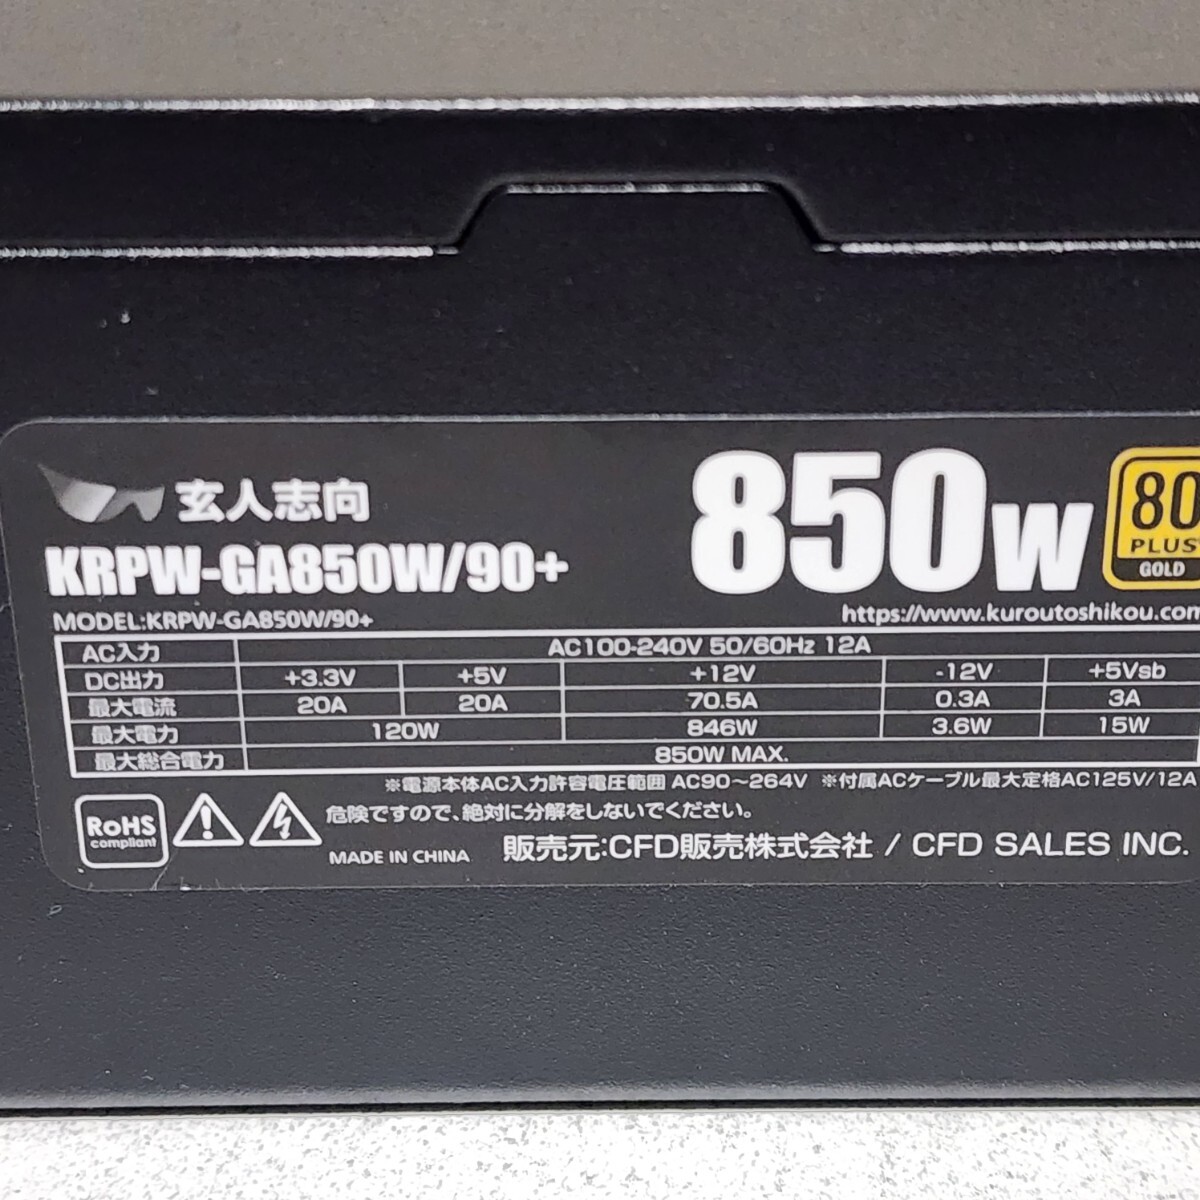 玄人志向
KRPW-GA850W/90+
850W
80
PLUS
GOLD
MODEL:KRPW-GA850W/90+
https://www.kuroutoshikou.com
AC入力 AC100-240V 50/60Hz 12A
DC出力 +3.3V +5V +12V -12V +5Vsb
最大電流 20A 20A 70.5A 0.3A 3A
最大電力 120W 846W 3.6W 15W
最大総合電力 850W MAX.
※電源本体AC入力許容電圧範囲 AC90～264V ※付属ACケーブル最大定格AC125V/12A
RoHS
compliant
危険ですので、絶対に分解をしないでください。
MADE IN CHINA
販売元:CFD販売株式会社 / CFD SALES INC.